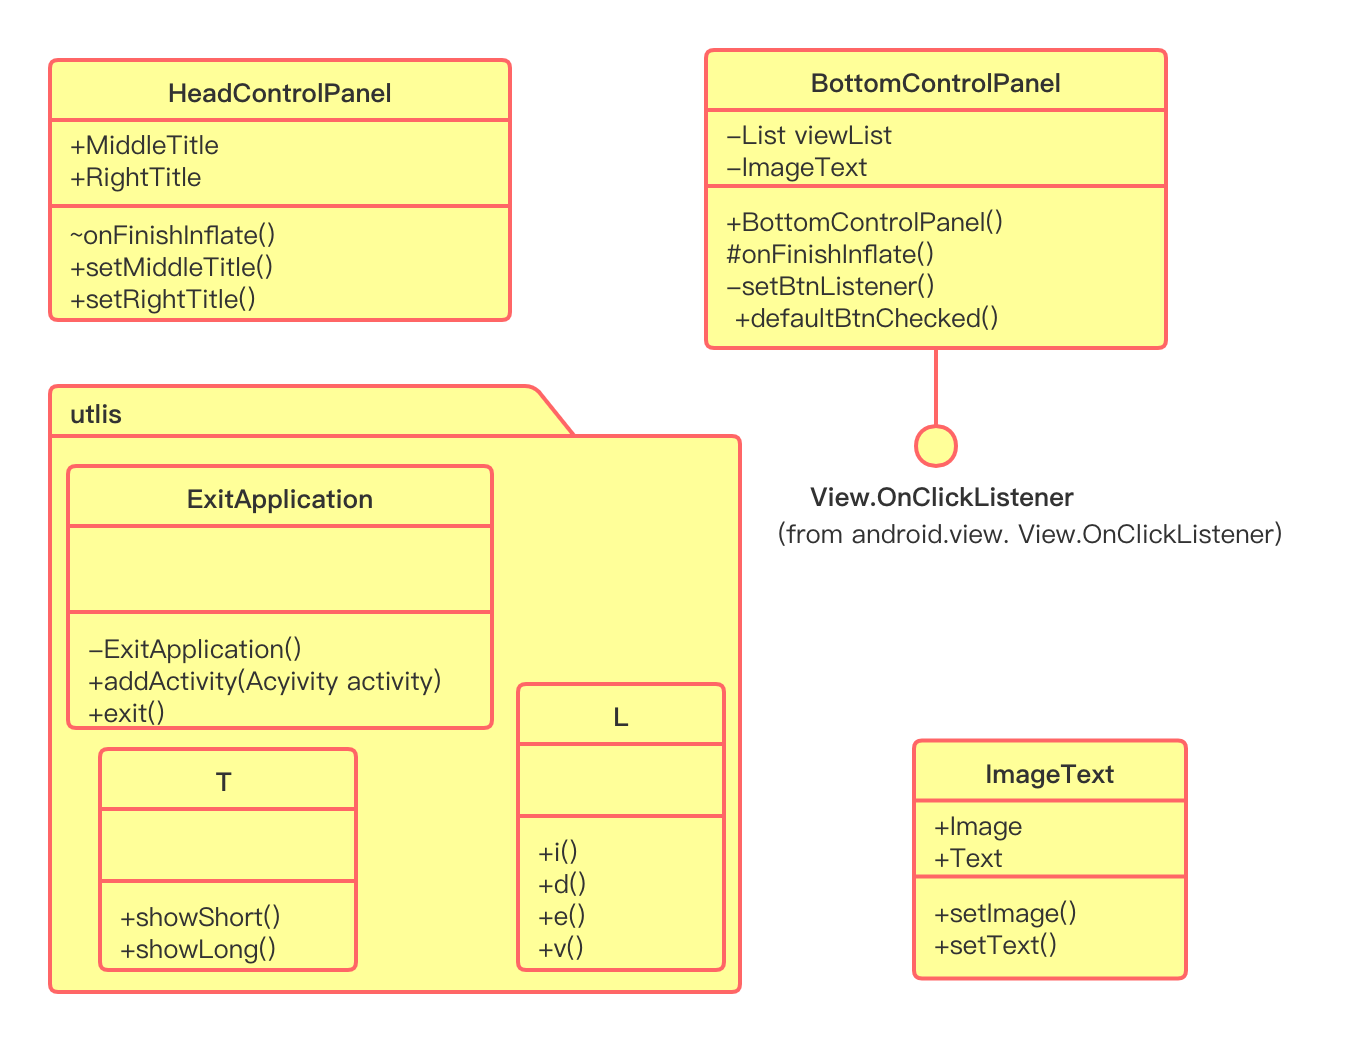 HeadControlPanel
+MiddleTitle
+RightTitle
~onFinishInflate()
+setMiddleTitle()
+setRightTitle()
BottomControlPanel
–List viewList
–ImageText
+BottomControlPanel()
#onFinishInflate()
–setBtnListener()
+defaultBtnChecked()
View.OnClickListener
(from android.view. View.OnClickListener)
utlis
ExitApplication
–ExitApplication()
+addActivity(Acyivity activity)
+exit()
T
+showShort()
+showLong()
L
+i()
+d()
+e()
+v()
ImageText
+Image
+Text
+setImage()
+setText()